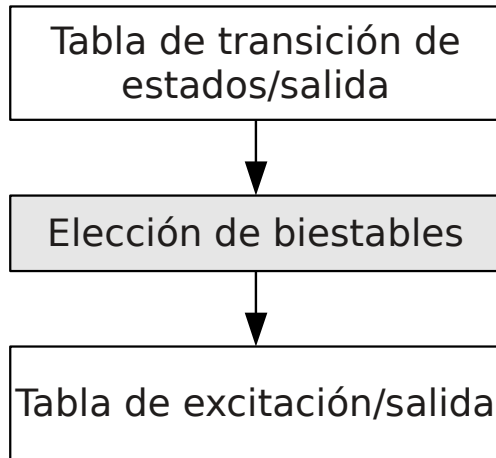 Tabla de transición de
estados/salida
Elección de biestables
Tabla de excitación/salida